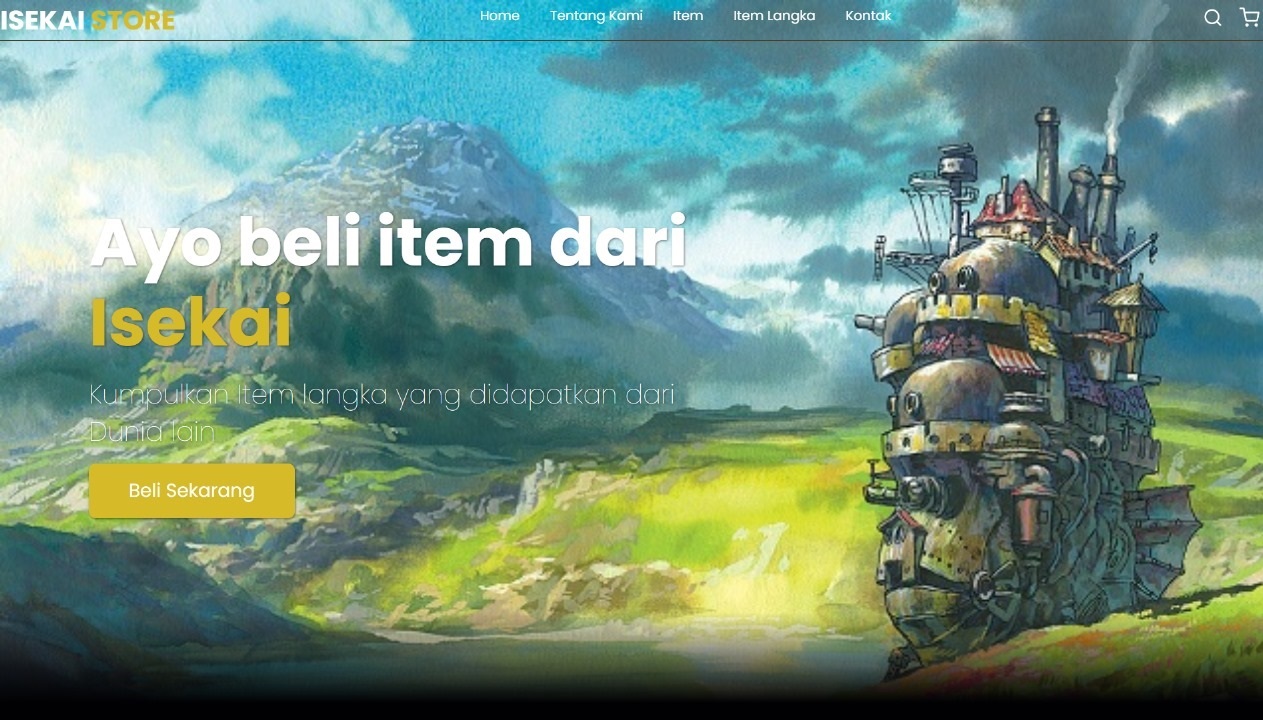 ISEKAI STORE
Home
Tentang Kami
Item
Item Langka
Kontak
Ayo beli item dari
Isekai
Kumpulkan Item langka yang didapatkan dari
Dunia lain
Beli Sekarang